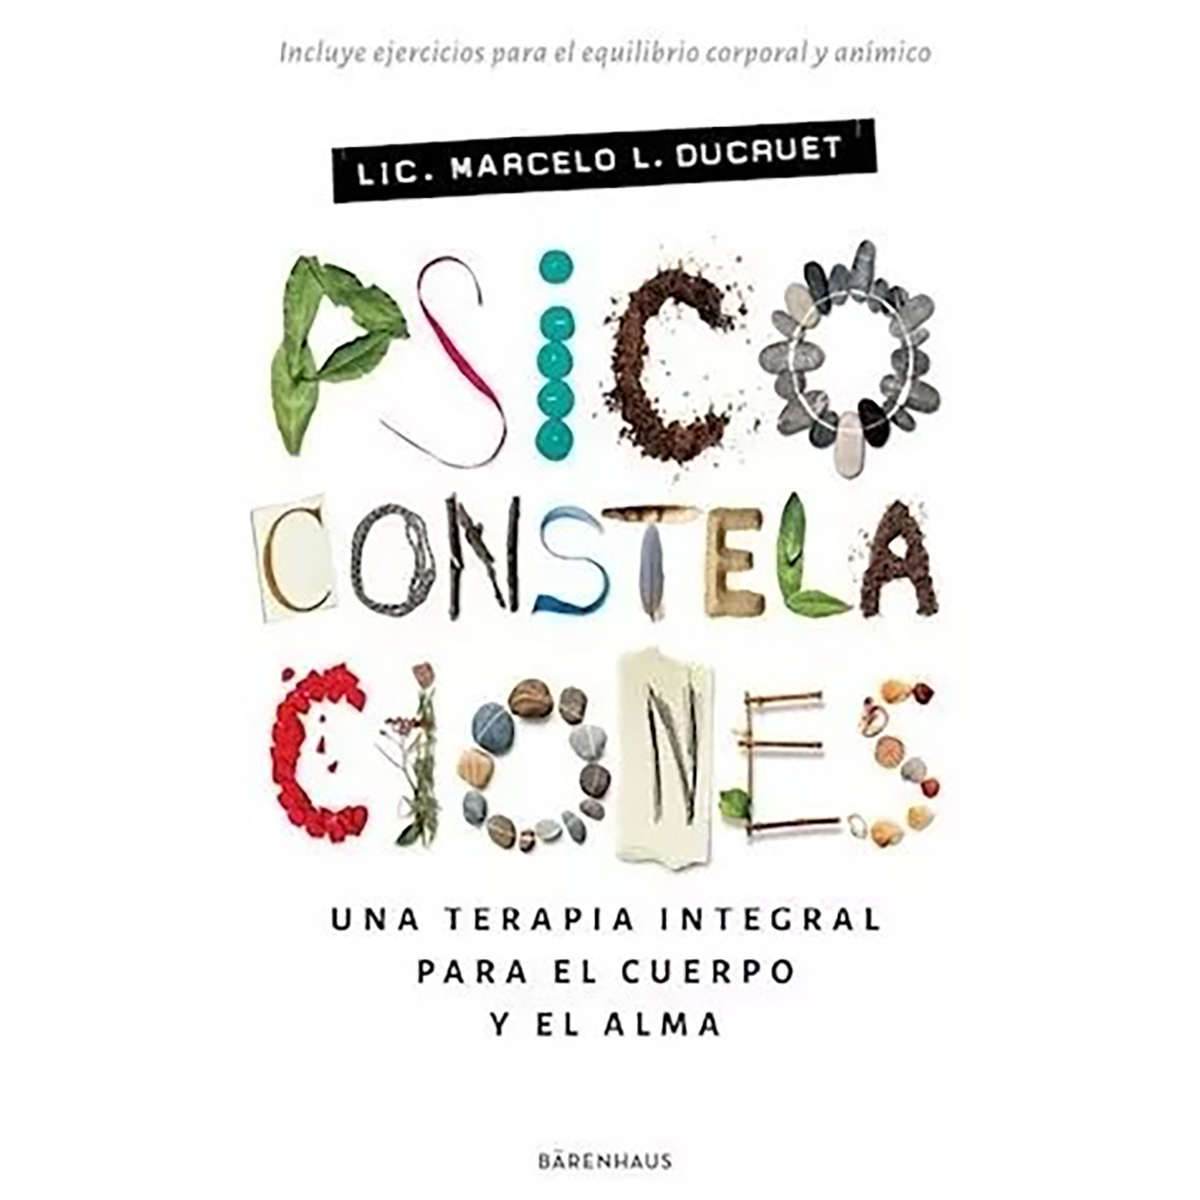 Incluye ejercicios para el equilibrio corporal y anímico
LIC. MARCELO L. DUCRUET
PSICO
CONSTELA
CIONES
UNA TERAPIA INTEGRAL
PARA EL CUERPO
Y EL ALMA
BÄRENHAUS